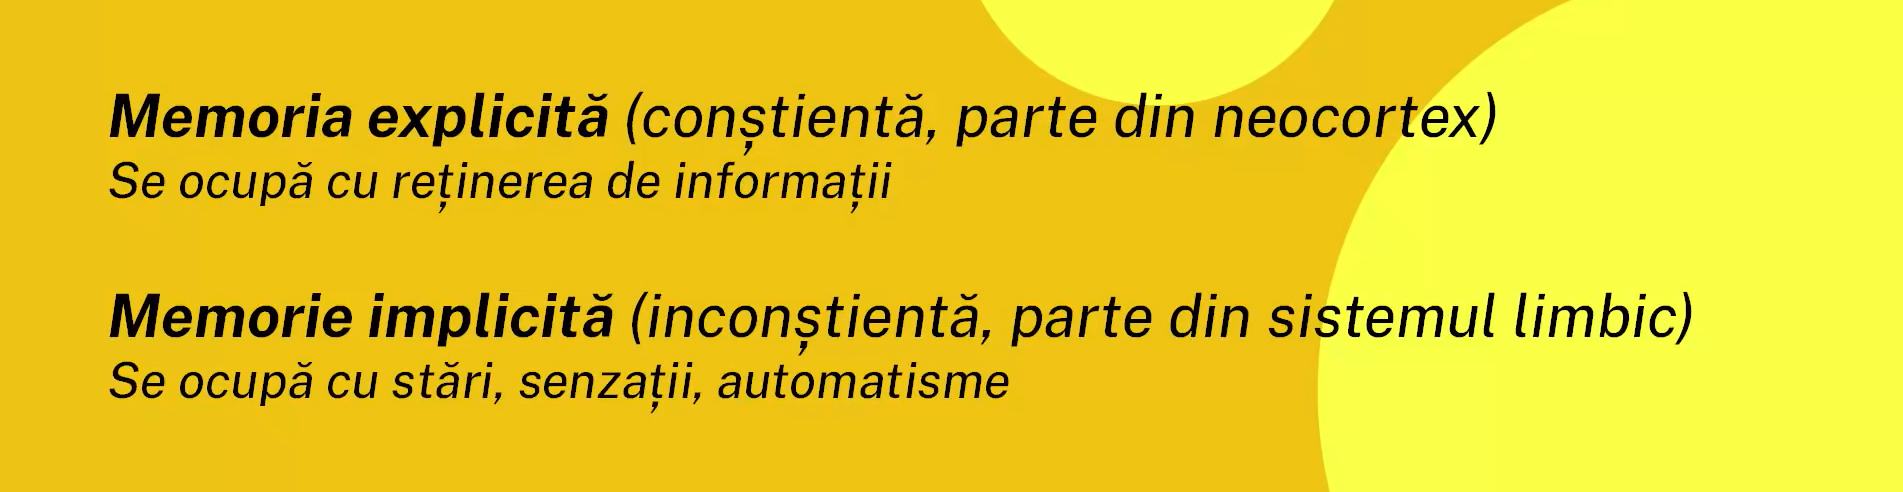 Memoria explicită (conștientă, parte din neocortex)
Se ocupă cu reținerea de informații
Memorie implicită (inconștientă, parte din sistemul limbic)
Se ocupă cu stări, senzații, automatisme